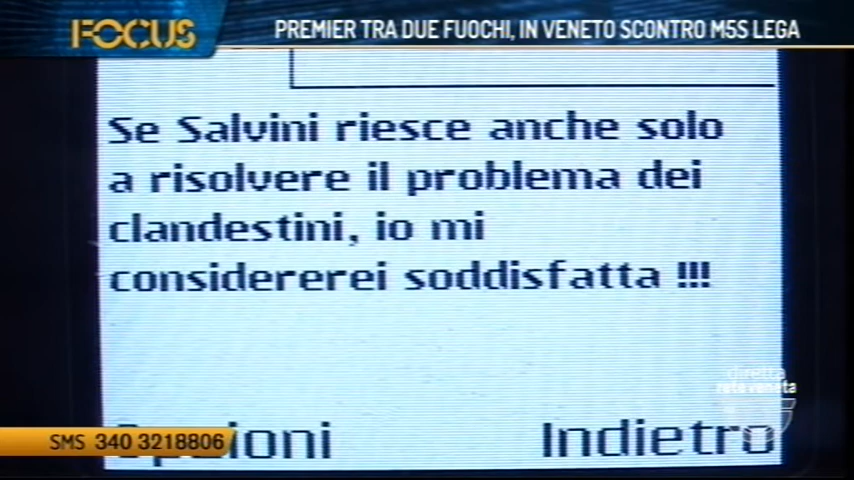 FOCUS
PREMIER TRA DUE FUOCHI, IN VENETO SCONTRO M5S LEGA
Se Salvini riesce anche solo
a risolvere il problema dei
clandestini, io mi
considererei soddisfatta !!!
diretta
rete veneta
Indietro
SMS 340 3218806